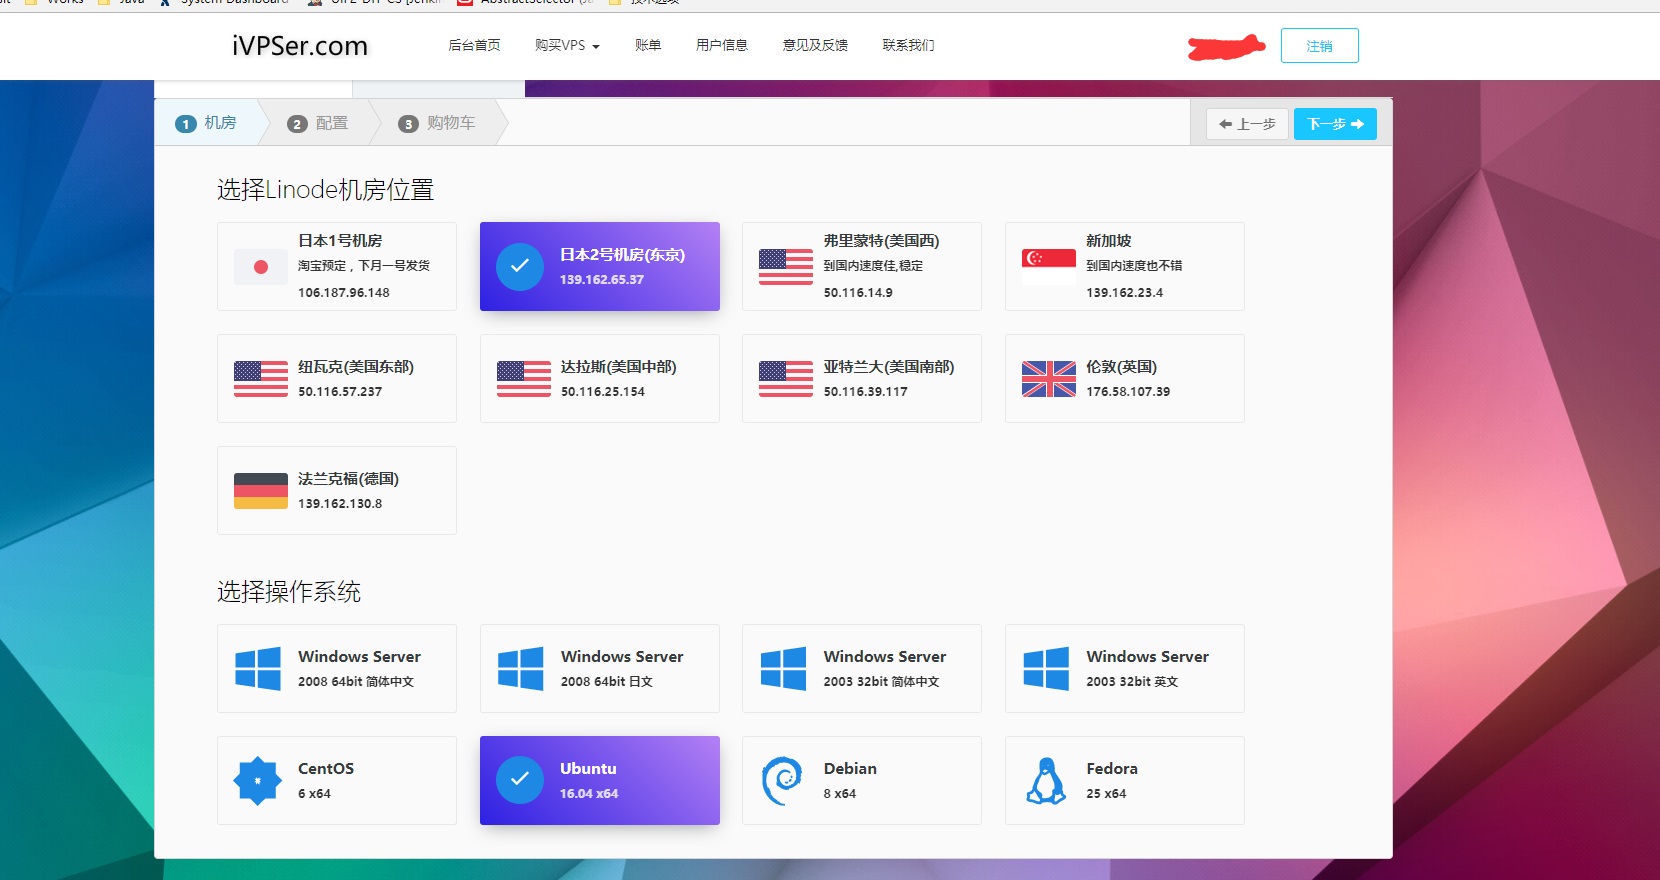 Works
Java
System Dashboard
技术选项
iVPSer.com
后台首页
购买VPS
账单
用户信息
意见及反馈
联系我们
注销
1 机房
2 配置
3 购物车
上一步
下一步
选择Linode机房位置
日本1号机房
淘宝预定，下月一号发货
106.187.96.148
日本2号机房(东京)
139.162.65.37
弗里蒙特(美国西)
到国内速度佳,稳定
50.116.14.9
新加坡
到国内速度也不错
139.162.23.4
纽瓦克(美国东部)
50.116.57.237
达拉斯(美国中部)
50.116.25.154
亚特兰大(美国南部)
50.116.39.117
伦敦(英国)
176.58.107.39
法兰克福(德国)
139.162.130.8
选择操作系统
Windows Server
2008 64bit 简体中文
Windows Server
2008 64bit 日文
Windows Server
2003 32bit 简体中文
Windows Server
2003 32bit 英文
CentOS
6 x64
Ubuntu
16.04 x64
Debian
8 x64
Fedora
25 x64